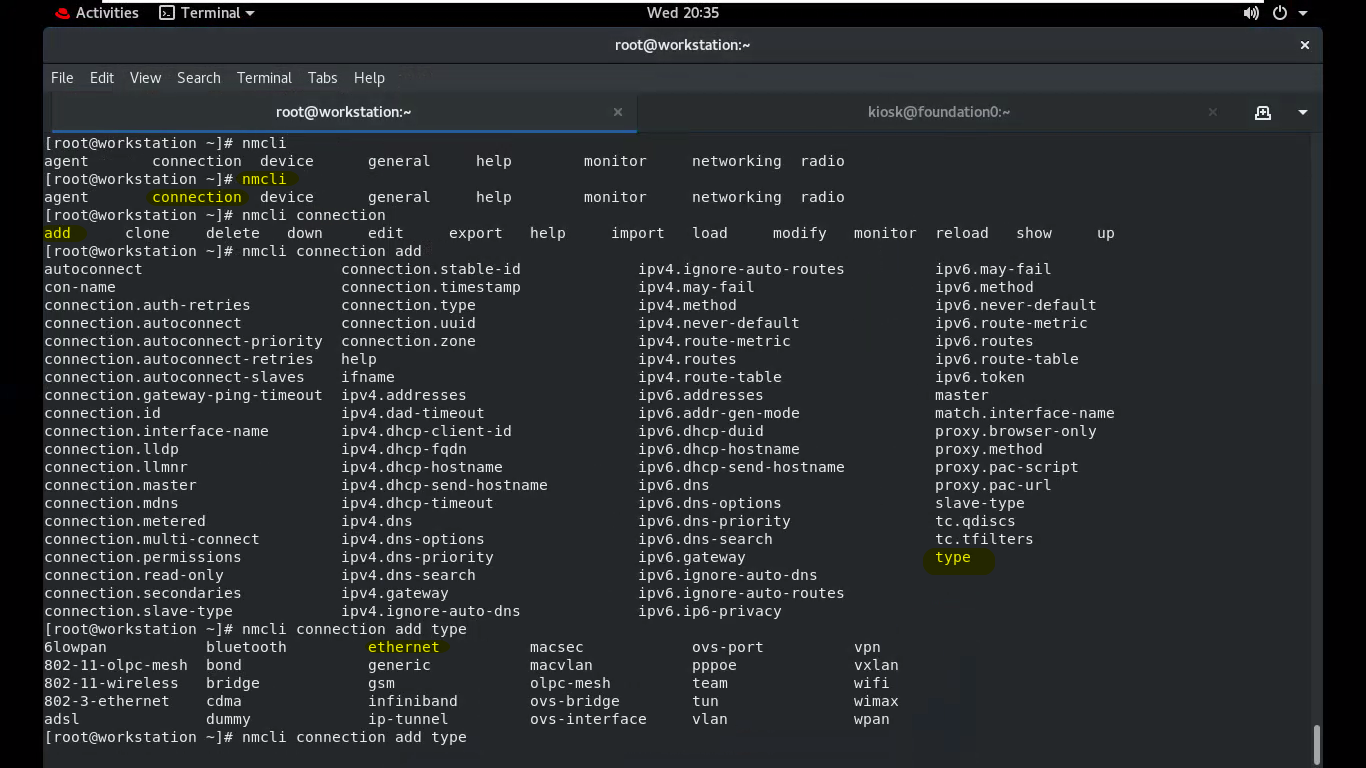 Activities Terminal Wed 20:35
root@workstation:~
File Edit View Search Terminal Tabs Help
root@workstation:~ kiosk@foundation0:~
[root@workstation ~]# nmcli
agent connection device general help monitor networking radio
[root@workstation ~]# nmcli
agent connection device general help monitor networking radio
[root@workstation ~]# nmcli connection
add clone delete down edit export help import load modify monitor reload show up
[root@workstation ~]# nmcli connection add
autoconnect connection.stable-id ipv4.ignore-auto-routes ipv6.may-fail
con-name connection.timestamp ipv4.may-fail ipv6.method
connection.auth-retries connection.type ipv4.method ipv6.never-default
connection.autoconnect connection.uuid ipv4.never-default ipv6.route-metric
connection.autoconnect-priority connection.zone ipv4.route-metric ipv6.routes
connection.autoconnect-retries help ipv4.routes ipv6.route-table
connection.autoconnect-slaves ifname ipv4.route-table ipv6.token
connection.gateway-ping-timeout ipv4.addresses ipv6.addresses master
connection.id ipv4.dad-timeout ipv6.addr-gen-mode match.interface-name
connection.interface-name ipv4.dhcp-client-id ipv6.dhcp-duid proxy.browser-only
connection.lldp ipv4.dhcp-fqdn ipv6.dhcp-hostname proxy.method
connection.llmnr ipv4.dhcp-hostname ipv6.dhcp-send-hostname proxy.pac-script
connection.master ipv4.dhcp-send-hostname ipv6.dns proxy.pac-url
connection.mdns ipv4.dhcp-timeout ipv6.dns-options slave-type
connection.metered ipv4.dns ipv6.dns-priority tc.qdiscs
connection.multi-connect ipv4.dns-options ipv6.dns-search tc.tfilters
connection.permissions ipv4.dns-priority ipv6.gateway type
connection.read-only ipv4.dns-search ipv6.ignore-auto-dns
connection.secondaries ipv4.gateway ipv6.ignore-auto-routes
connection.slave-type ipv4.ignore-auto-dns ipv6.ip6-privacy
[root@workstation ~]# nmcli connection add type
6lowpan bluetooth ethernet macsec ovs-port vpn
802-11-olpc-mesh bond generic macvlan pppoe vxlan
802-11-wireless bridge gsm olpc-mesh team wifi
802-3-ethernet cdma infiniband ovs-bridge tun wimax
adsl dummy ip-tunnel ovs-interface vlan wpan
[root@workstation ~]# nmcli connection add type